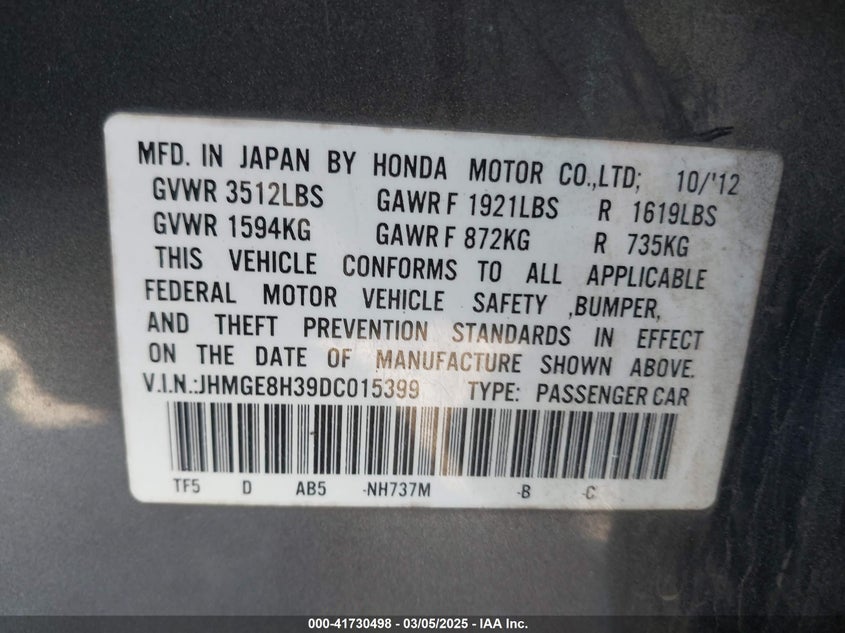 MFD. IN JAPAN BY HONDA MOTOR CO.,LTD; 10/'12
GVWR 3512LBS GAWR F 1921LBS R 1619LBS
GVWR 1594KG GAWR F 872KG R 735KG
THIS VEHICLE CONFORMS TO ALL APPLICABLE
FEDERAL MOTOR VEHICLE SAFETY ,BUMPER,
AND THEFT PREVENTION STANDARDS IN EFFECT
ON THE DATE OF MANUFACTURE SHOWN ABOVE.
V.I.N.:JHMGE8H39DC015399 TYPE: PASSENGER CAR
TF5 D AB5 -NH737M -B -C
000-41730498 - 03/05/2025 - IAA Inc.